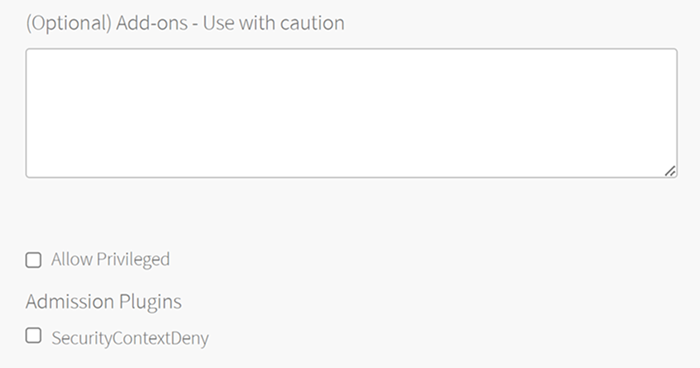 (Optional) Add-ons - Use with caution
Allow Privileged
Admission Plugins
SecurityContextDeny